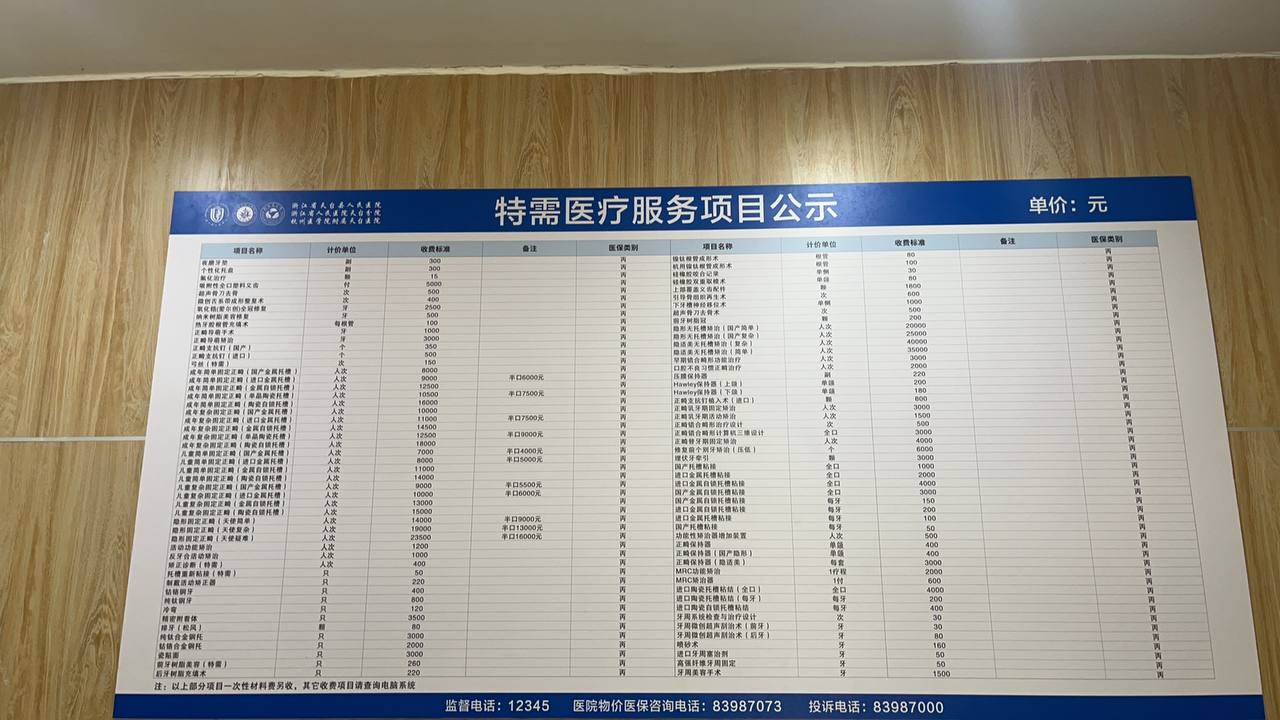 浙江省天台县人民医院
浙江省人民医院天台分院
杭州医学院附属天台医院
特需医疗服务项目公示
单价：元
项目名称 计价单位 收费标准 备注 医保类别 项目名称 计价单位 收费标准 备注 医保类别
夜磨牙垫 副 300 丙
个性化托盘 副 300 丙
氟化治疗 颗 15 丙
吸附性全口塑料义齿 付 5000 丙
超声骨刀去骨 次 500 丙
微创舌系带成形整复术 次 400 丙
氧化锆(爱尔创)全冠修复 牙 2500 丙
纳米树脂美容修复 牙 500 丙
热牙胶根管充填术 每根管 100 丙
正畸导萌手术 牙 1000 丙
正畸导萌矫治 牙 3000 丙
正畸支抗钉（国产） 个 350 丙
正畸支抗钉（进口） 个 500 丙
弓丝（特需） 次 150 丙
成年简单固定正畸（国产金属托槽） 人次 8000 丙
成年简单固定正畸（进口金属托槽） 人次 9000 半口6000元 丙
成年简单固定正畸（金属自锁托槽） 人次 12500 丙
成年简单固定正畸（单晶陶瓷托槽） 人次 10500 半口7500元 丙
成年简单固定正畸（陶瓷自锁托槽） 人次 16000 丙
成年复杂固定正畸（国产金属托槽） 人次 10000 丙
成年复杂固定正畸（进口金属托槽） 人次 11000 半口7500元 丙
成年复杂固定正畸（金属自锁托槽） 人次 14500 丙
成年复杂固定正畸（单晶陶瓷托槽） 人次 12500 半口9000元 丙
成年复杂固定正畸（陶瓷自锁托槽） 人次 18000 丙
儿童简单固定正畸（国产金属托槽） 人次 7000 半口4000元 丙
儿童简单固定正畸（进口金属托槽） 人次 8000 半口5000元 丙
儿童简单固定正畸（金属自锁托槽） 人次 11000 丙
儿童简单固定正畸（陶瓷自锁托槽） 人次 14000 丙
儿童复杂固定正畸（国产金属托槽） 人次 9000 半口5500元 丙
儿童复杂固定正畸（进口金属托槽） 人次 10000 半口6000元 丙
儿童复杂固定正畸（金属自锁托槽） 人次 13000 丙
儿童复杂固定正畸（陶瓷自锁托槽） 人次 15000 丙
隐形固定正畸（天使简单） 人次 14000 半口9000元 丙
隐形固定正畸（天使复杂） 人次 19000 半口13000元 丙
隐形固定正畸（天使疑难） 人次 23500 半口16000元 丙
活动功能矫治 人次 1200 丙
反牙合活动矫治 人次 1000 丙
矫正诊断（特需） 人次 400 丙
托槽重新粘接（特需） 只 50 丙
制戴活动矫正器 只 220 丙
钴铬钢牙 只 400 丙
纯钛钢牙 只 800 丙
冷弯 只 120 丙
精密附着体 只 3500 丙
排牙（松风） 颗 80 丙
纯钛合金钢托 只 3000 丙
钴铬合金钢托 只 2000 丙
瓷贴面 只 3000 丙
前牙树脂美容（特需） 只 260 丙
后牙树脂充填术 只 220 丙
镍钛根管成形术 根管 80 丙
机用镍钛根管成形术 根管 100 丙
硅橡胶咬合记录 单侧 30 丙
硅橡胶双重取模术 单颌 80 丙
上部覆盖义齿配件 颗 1800 丙
引导骨组织再生术 次 600 丙
下牙槽神经移位术 单侧 1000 丙
超声骨刀去骨术 次 500 丙
前牙树脂冠 颗 200 丙
隐形无托槽矫治（国产简单） 人次 20000 丙
隐形无托槽矫治（国产复杂） 人次 25000 丙
隐适美无托槽矫治（复杂） 人次 40000 丙
隐适美无托槽矫治（简单） 人次 35000 丙
早期错合畸形功能治疗 人次 3000 丙
口腔不良习惯正畸治疗 人次 2000 丙
压膜保持器 副 220 丙
Hawley保持器（上颌） 单颌 200 丙
Hawley保持器（下颌） 单颌 180 丙
正畸支抗钉植入术（进口） 颗 800 丙
正畸乳牙期固定矫治 人次 3000 丙
正畸乳牙期活动矫治 人次 1500 丙
正畸错合畸形治疗设计 次 500 丙
正畸错合畸形计算机三维设计 全口 3000 丙
正畸替牙期固定矫治 人次 4000 丙
修复前个别牙矫治（压低） 个 6000 丙
埋伏牙牵引 颗 3000 丙
国产托槽粘接 全口 1000 丙
进口金属托槽粘接 全口 2000 丙
进口金属自锁托槽粘接 全口 4000 丙
国产金属自锁托槽粘接 全口 3000 丙
国产金属自锁托槽粘接 每牙 150 丙
进口金属自锁托槽粘接 每牙 200 丙
进口金属托槽粘接 每牙 100 丙
国产托槽粘接 每牙 50 丙
功能性矫治器增加装置 人次 500 丙
正畸保持器 单颌 400 丙
正畸保持器（国产隐形） 单颌 400 丙
正畸保持器（隐适美） 每套 3000 丙
MRC功能矫治 1疗程 2000 丙
MRC矫治器 1付 600 丙
进口陶瓷托槽粘结（全口） 全口 4000 丙
进口陶瓷托槽粘结（每牙） 每牙 200 丙
进口陶瓷自锁托槽粘结 每牙 400 丙
牙周系统检查与治疗设计 次 30 丙
牙周微创超声刮治术（前牙） 牙 30 丙
牙周微创超声刮治术（后牙） 牙 80 丙
喷砂术 牙 160 丙
进口牙周塞治剂 牙 50 丙
高强纤维牙周固定 牙 50 丙
牙周美容手术 牙 1500 丙
注：以上部分项目一次性材料费另收，其它收费项目请查询电脑系统
监督电话：12345 医院物价医保咨询电话：83987073 投诉电话：83987000